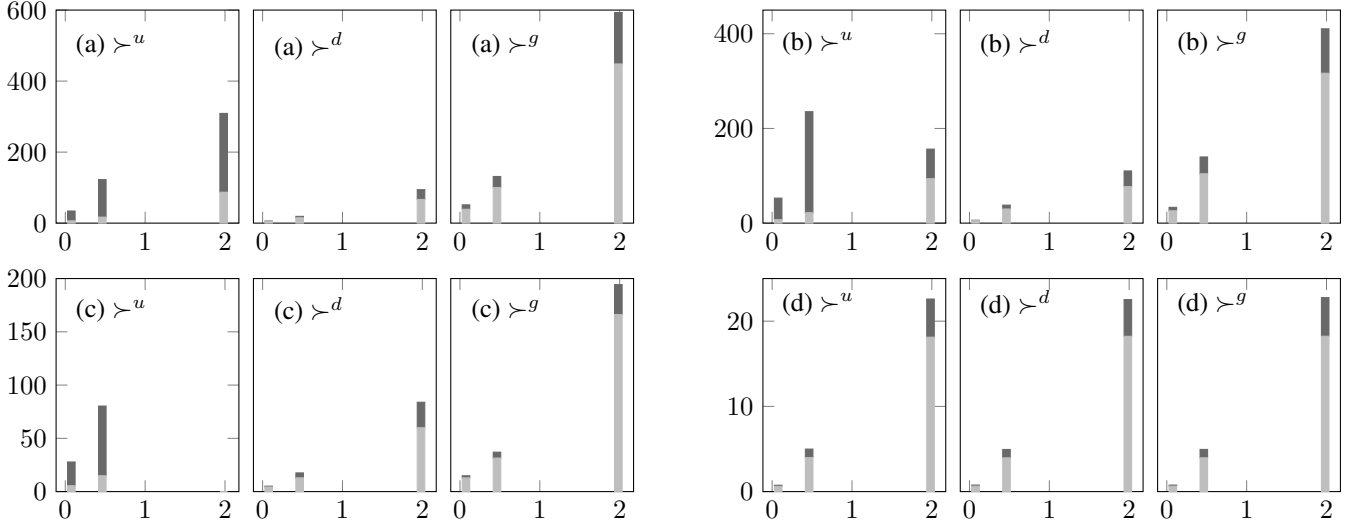 600
400
200
0
(a) ≻ᵘ
(a) ≻ᵈ
(a) ≻ᵍ
0 1 2
0 1 2
0 1 2
400
200
0
(b) ≻ᵘ
(b) ≻ᵈ
(b) ≻ᵍ
0 1 2
0 1 2
0 1 2
200
150
100
50
0
(c) ≻ᵘ
(c) ≻ᵈ
(c) ≻ᵍ
0 1 2
0 1 2
0 1 2
20
10
0
(d) ≻ᵘ
(d) ≻ᵈ
(d) ≻ᵍ
0 1 2
0 1 2
0 1 2